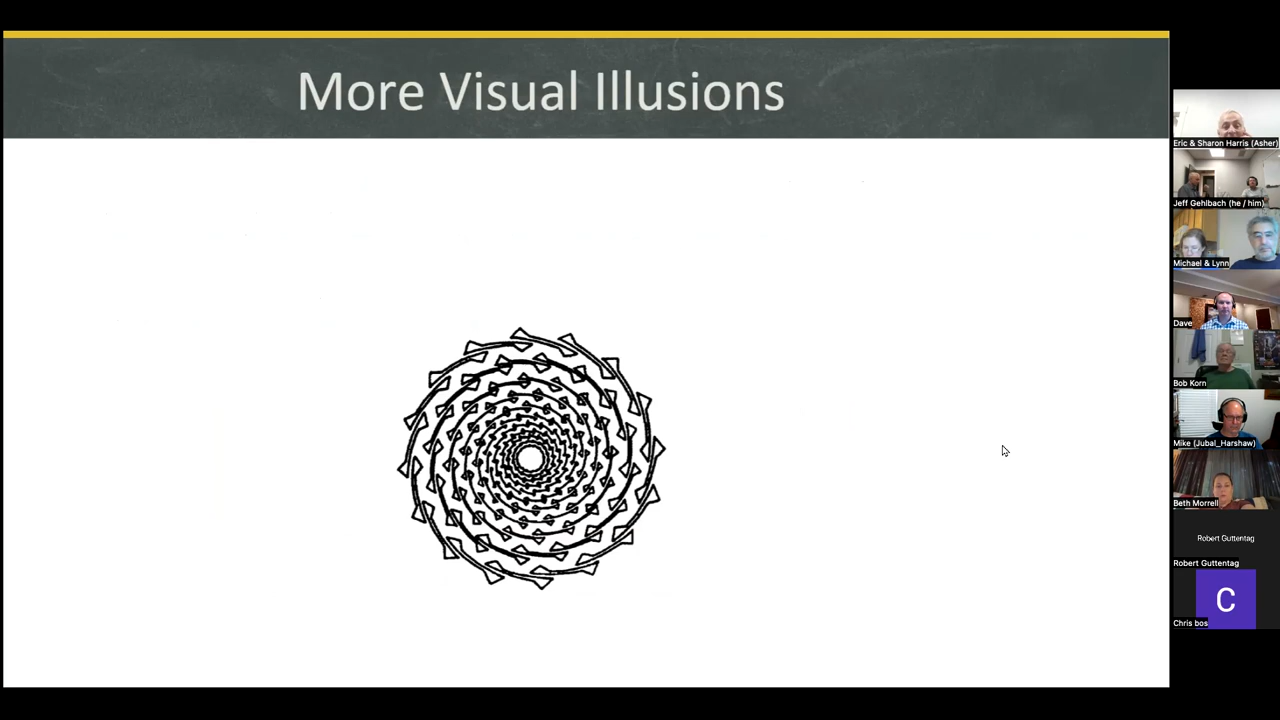 More Visual Illusions
Eric & Sharon Harris (Asher)
Jeff Gehlbach (he / him)
Michael & Lynn
Dave
Bob Korn
Mike (Jubal_Harshaw)
Beth Morrell
Robert Guttentag
Robert Guttentag
C
Chris bos